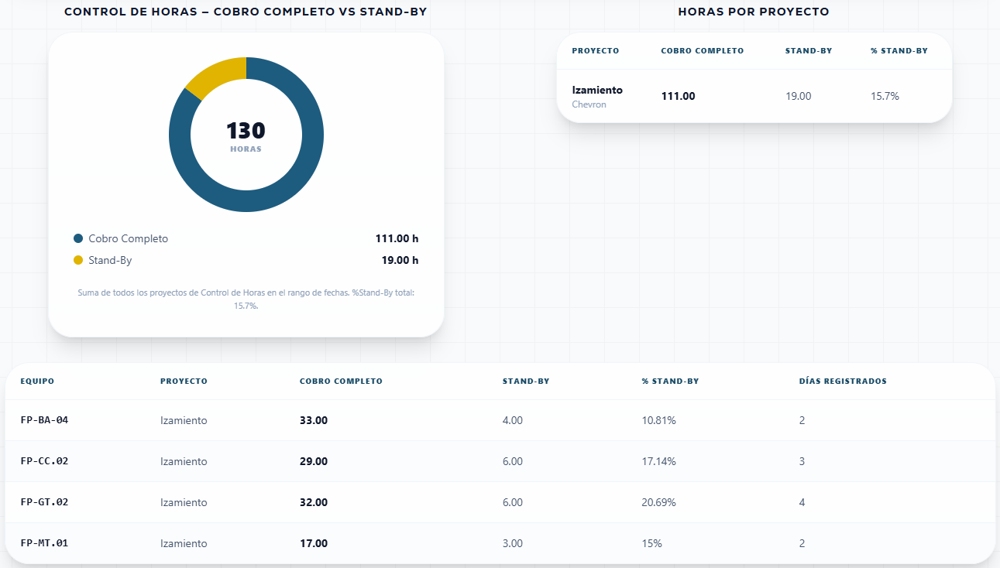 CONTROL DE HORAS – COBRO COMPLETO VS STAND-BY
130
HORAS
Cobro Completo 111.00 h
Stand-By 19.00 h
Suma de todos los proyectos de Control de Horas en el rango de fechas. %Stand-By total:
15.7%.
HORAS POR PROYECTO
PROYECTO COBRO COMPLETO STAND-BY % STAND-BY
Izamiento 111.00 19.00 15.7%
Chevron
EQUIPO PROYECTO COBRO COMPLETO STAND-BY % STAND-BY DÍAS REGISTRADOS
FP-BA-04 Izamiento 33.00 4.00 10.81% 2
FP-CC.02 Izamiento 29.00 6.00 17.14% 3
FP-GT.02 Izamiento 32.00 6.00 20.69% 4
FP-MT.01 Izamiento 17.00 3.00 15% 2